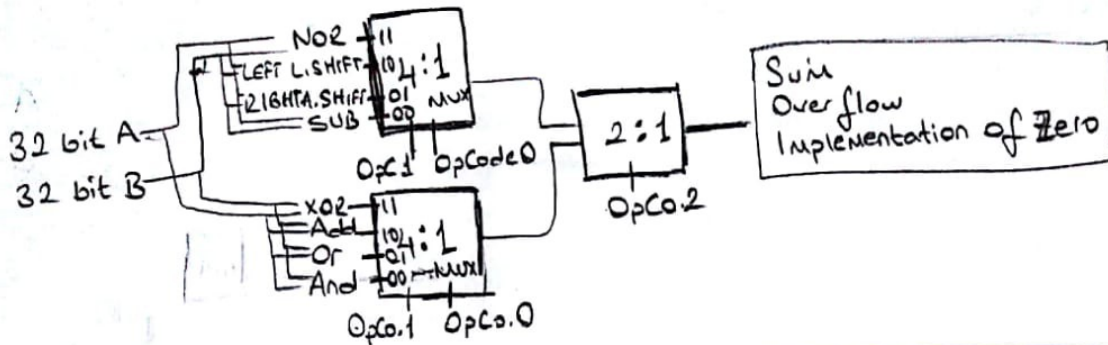 NOR 11
LEFT L.SHIFT 10
RIGHTA.SHIFT 01
SUB 00
4:1
MUX
OpC1 OpCode0
32 bit A
32 bit B
XOR 11
Add 10
Or 01
And 00
4:1
MUX
OpCo.1 OpCo.0
2:1
OpCo.2
Sum
Overflow
Implementation of Zero